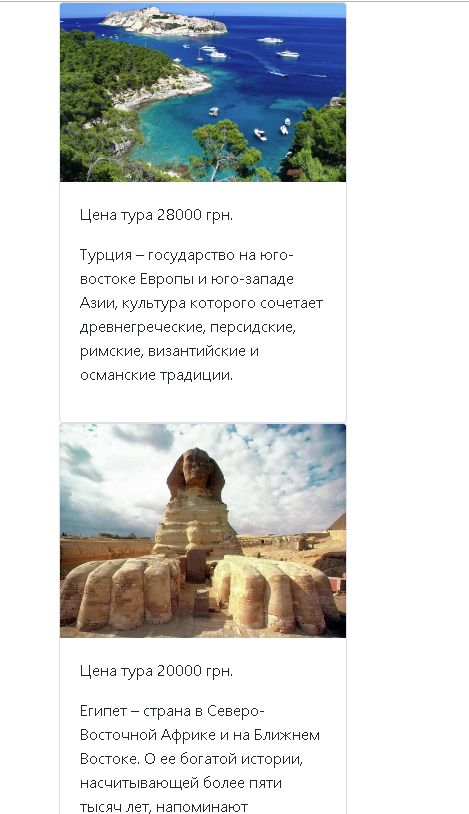 Цена тура 28000 грн.
Турция – государство на юго-
востоке Европы и юго-западе
Азии, культура которого сочетает
древнегреческие, персидские,
римские, византийские и
османские традиции.
Цена тура 20000 грн.
Египет – страна в Северо-
Восточной Африке и на Ближнем
Востоке. О ее богатой истории,
насчитывающей более пяти
тысяч лет, напоминают